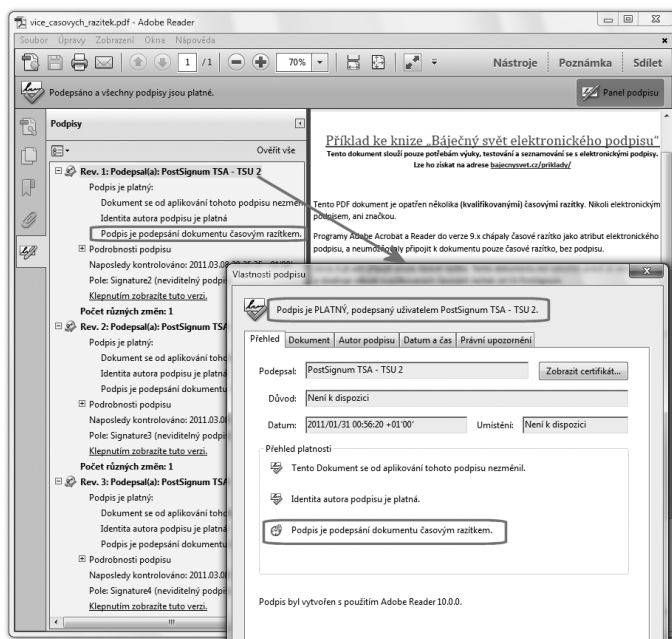 vice_casovych_razitek.pdf - Adobe Reader
Soubor Úpravy Zobrazení Okna Nápověda
1 /1 70% Nástroje Poznámka Sdílet
Podepsáno a všechny podpisy jsou platné.
Panel podpisu
Podpisy
Ověřit vše
Rev. 1: Podepsal(a): PostSignum TSA - TSU 2
Podpis je platný:
Dokument se od aplikování tohoto podpisu nezměn
Identita autora podpisu je platná
Podpis je podepsání dokumentu časovým razítkem.
Podrobnosti podpisu
Naposledy kontrolováno: 2011.03.08
Pole: Signature2 (neviditelný podpis
Klepnutím zobrazíte tuto verzi.
Počet různých změn: 1
Rev. 2: Podepsal(a): PostSignum TSA
Podpis je platný:
Dokument se od aplikování toho
Identita autora podpisu je platná
Podpis je podepsání dokumentu
Podrobnosti podpisu
Naposledy kontrolováno: 2011.03.0
Pole: Signature3 (neviditelný podpi
Klepnutím zobrazíte tuto verzi.
Počet různých změn: 1
Rev. 3: Podepsal(a): PostSignum TSA
Podpis je platný:
Dokument se od aplikování toho
Identita autora podpisu je platná
Podpis je podepsání dokumentu
Podrobnosti podpisu
Naposledy kontrolováno: 2011.03.0
Pole: Signature4 (neviditelný podpi
Klepnutím zobrazíte tuto verzi.
Příklad ke knize „Báječný svět elektronického podpisu“
Tento dokument slouží pouze potřebám výuky, testování a seznamování se s elektronickými podpisy.
Lze ho získat na adrese bajecnysvet.cz/priklady/
Tento PDF dokument je opatřen několika (kvalifikovanými) časovými razítky. Nikoli elektronickým
podpisem, ani značkou.
Programy Adobe Acrobat a Reader do verze 9.x chápaly časové razítko jako atribut elektronického
podpisu, a neumožňovaly připojit k dokumentu pouze časové razítko, bez podpisu.
Vlastnosti podpisu
Podpis je PLATNÝ, podepsaný uživatelem PostSignum TSA - TSU 2.
Přehled Dokument Autor podpisu Datum a čas Právní upozornění
Podepsal: PostSignum TSA - TSU 2 Zobrazit certifikát...
Důvod: Není k dispozici
Datum: 2011/01/31 00:56:20 +01'00' Umístění: Není k dispozici
Přehled platnosti
Tento Dokument se od aplikování tohoto podpisu nezměnil.
Identita autora podpisu je platná.
Podpis je podepsání dokumentu časovým razítkem.
Podpis byl vytvořen s použitím Adobe Reader 10.0.0.